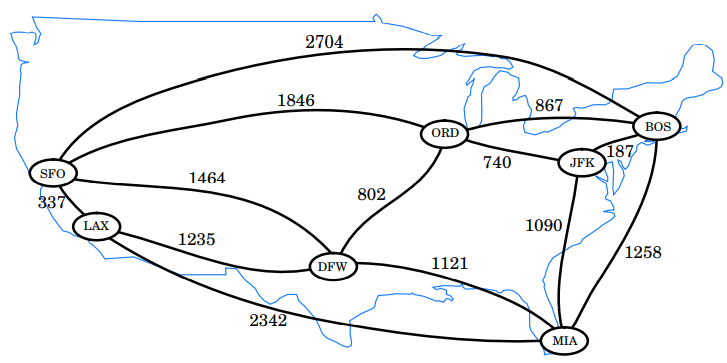 2704
1846
867
ORD
BOS
740
JFK
187
SFO
1464
337
802
LAX
1235
1090
DFW
1121
1258
2342
MIA